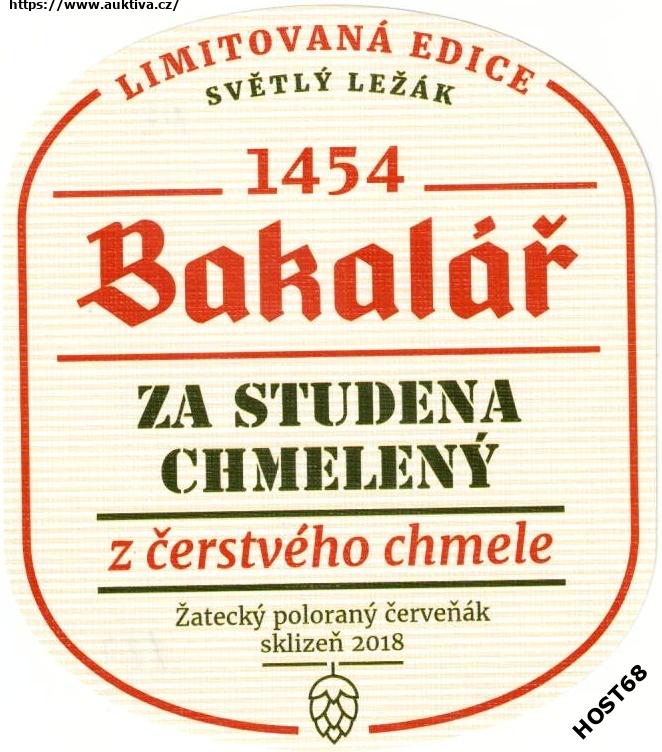 https://www.auktiva.cz/
LIMITOVANÁ EDICE
SVĚTLÝ LEŽÁK
1454
Bakalář
ZA STUDENA
CHMELENÝ
z čerstvého chmele
Žatecký poloraný červeňák
sklizeň 2018
HOST68